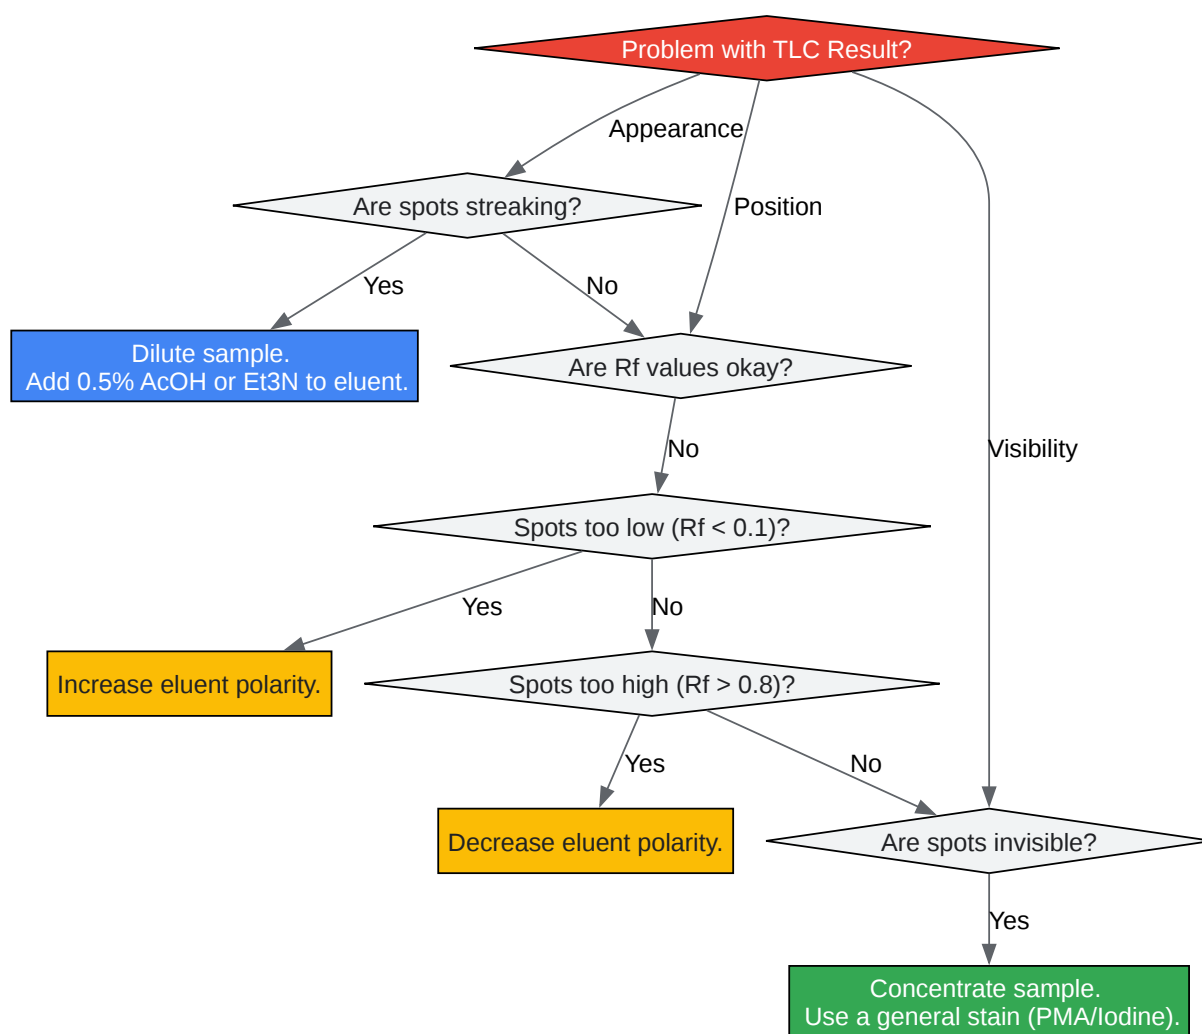 Problem with TLC Result?
Appearance
Are spots streaking?
Position
Yes
No
Dilute sample.
Add 0.5% AcOH or Et3N to eluent.
Are Rf values okay?
No
Visibility
Spots too low (Rf < 0.1)?
Yes
No
Increase eluent polarity.
Spots too high (Rf > 0.8)?
Yes
No
Decrease eluent polarity.
Are spots invisible?
Yes
Concentrate sample.
Use a general stain (PMA/Iodine).